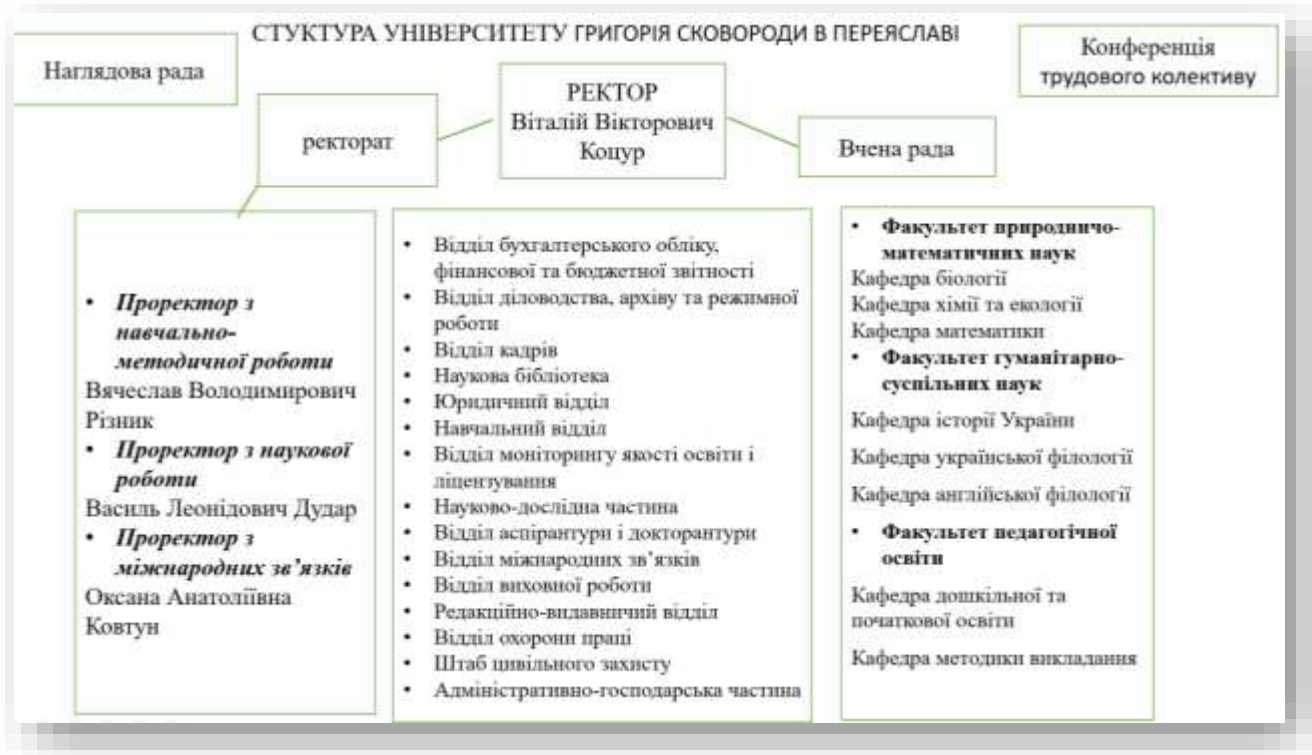 СТУКТУРА УНІВЕРСИТЕТУ ГРИГОРІЯ СКОВОРОДИ В ПЕРЕЯСЛАВІ
Наглядова рада
Конференція
трудового колективу
РЕКТОР
Віталій Вікторович
Коцур
ректорат
Вчена рада
• Проректор з
навчально-
методичної роботи
Вячеслав Володимирович
Різник
• Проректор з наукової
роботи
Василь Леонідович Дудар
• Проректор з
міжнародних зв’язків
Оксана Анатоліївна
Ковтун
• Відділ бухгалтерського обліку,
фінансової та бюджетної звітності
• Відділ діловодства, архіву та режимної
роботи
• Відділ кадрів
• Наукова бібліотека
• Юридичний відділ
• Навчальний відділ
• Відділ моніторингу якості освіти і
ліцензування
• Науково-дослідна частина
• Відділ аспірантури і докторантури
• Відділ міжнародних зв’язків
• Відділ виховної роботи
• Редакційно-видавничий відділ
• Відділ охорони праці
• Штаб цивільного захисту
• Адміністративно-господарська частина
• Факультет природничо-
математичних наук
Кафедра біології
Кафедра хімії та екології
Кафедра математики
• Факультет гуманітарно-
суспільних наук
Кафедра історії України
Кафедра української філології
Кафедра англійської філології
• Факультет педагогічної
освіти
Кафедра дошкільної та
початкової освіти
Кафедра методики викладання